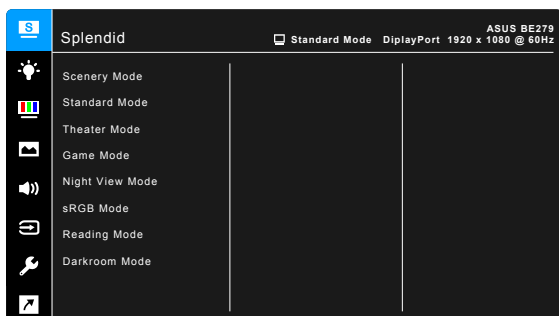 S
ASUS BE279
Splendid
Standard Mode DiplayPort 1920 x 1080 @ 60Hz
Scenery Mode
Standard Mode
Theater Mode
Game Mode
Night View Mode
sRGB Mode
Reading Mode
Darkroom Mode